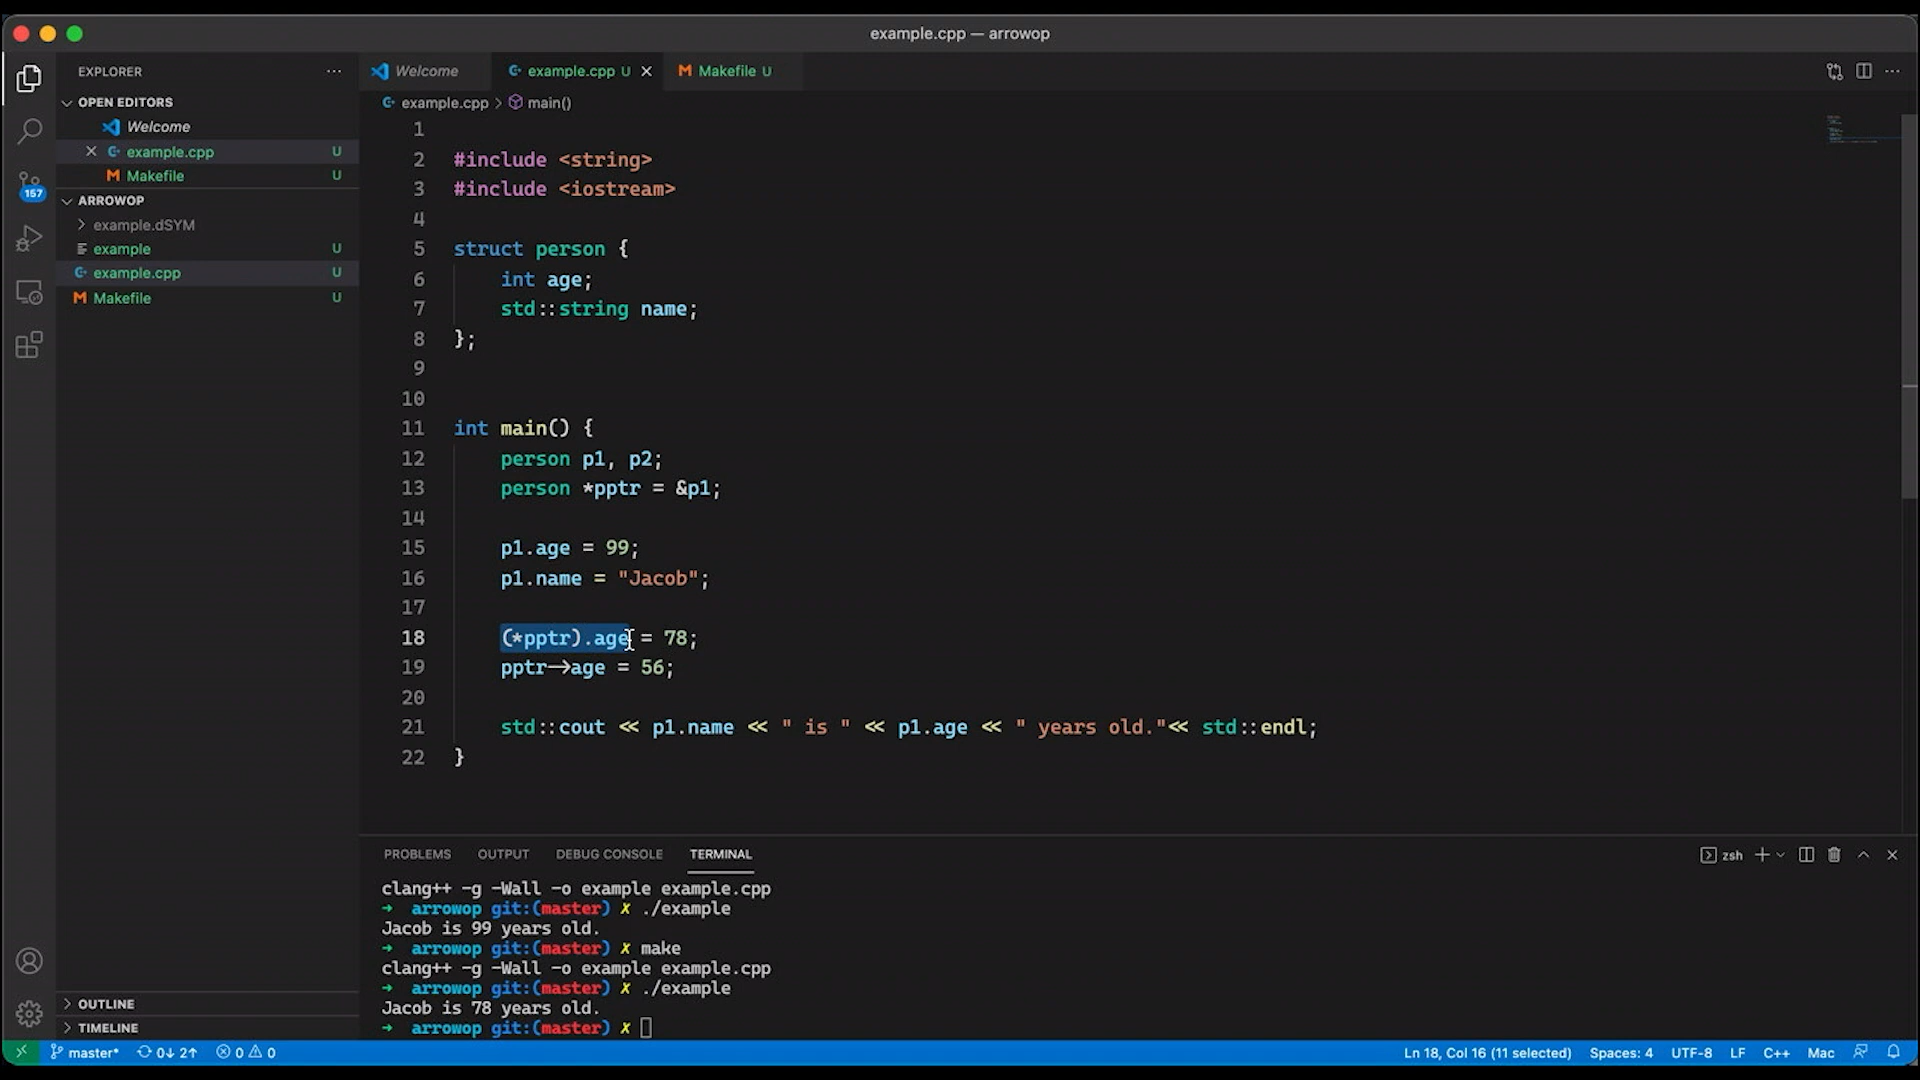 example.cpp — arrowop
EXPLORER
Welcome
example.cpp U
Makefile U
OPEN EDITORS
example.cpp > main()
Welcome
example.cpp U
Makefile U
157
ARROWOP
example.dSYM
example U
example.cpp U
Makefile U
1
2 #include <string>
3 #include <iostream>
4
5 struct person {
6 int age;
7 std::string name;
8 };
9
10
11 int main() {
12 person p1, p2;
13 person *pptr = &p1;
14
15 p1.age = 99;
16 p1.name = "Jacob";
17
18 (*pptr).age = 78;
19 pptr->age = 56;
20
21 std::cout << p1.name << " is " << p1.age << " years old."<< std::endl;
22 }
PROBLEMS OUTPUT DEBUG CONSOLE TERMINAL
zsh
clang++ -g -Wall -o example example.cpp
➜ arrowop git:(master) ✗ ./example
Jacob is 99 years old.
➜ arrowop git:(master) ✗ make
clang++ -g -Wall -o example example.cpp
➜ arrowop git:(master) ✗ ./example
Jacob is 78 years old.
➜ arrowop git:(master) ✗
OUTLINE
TIMELINE
master* 0↓ 2↑ 0 0
Ln 18, Col 16 (11 selected) Spaces: 4 UTF-8 LF C++ Mac